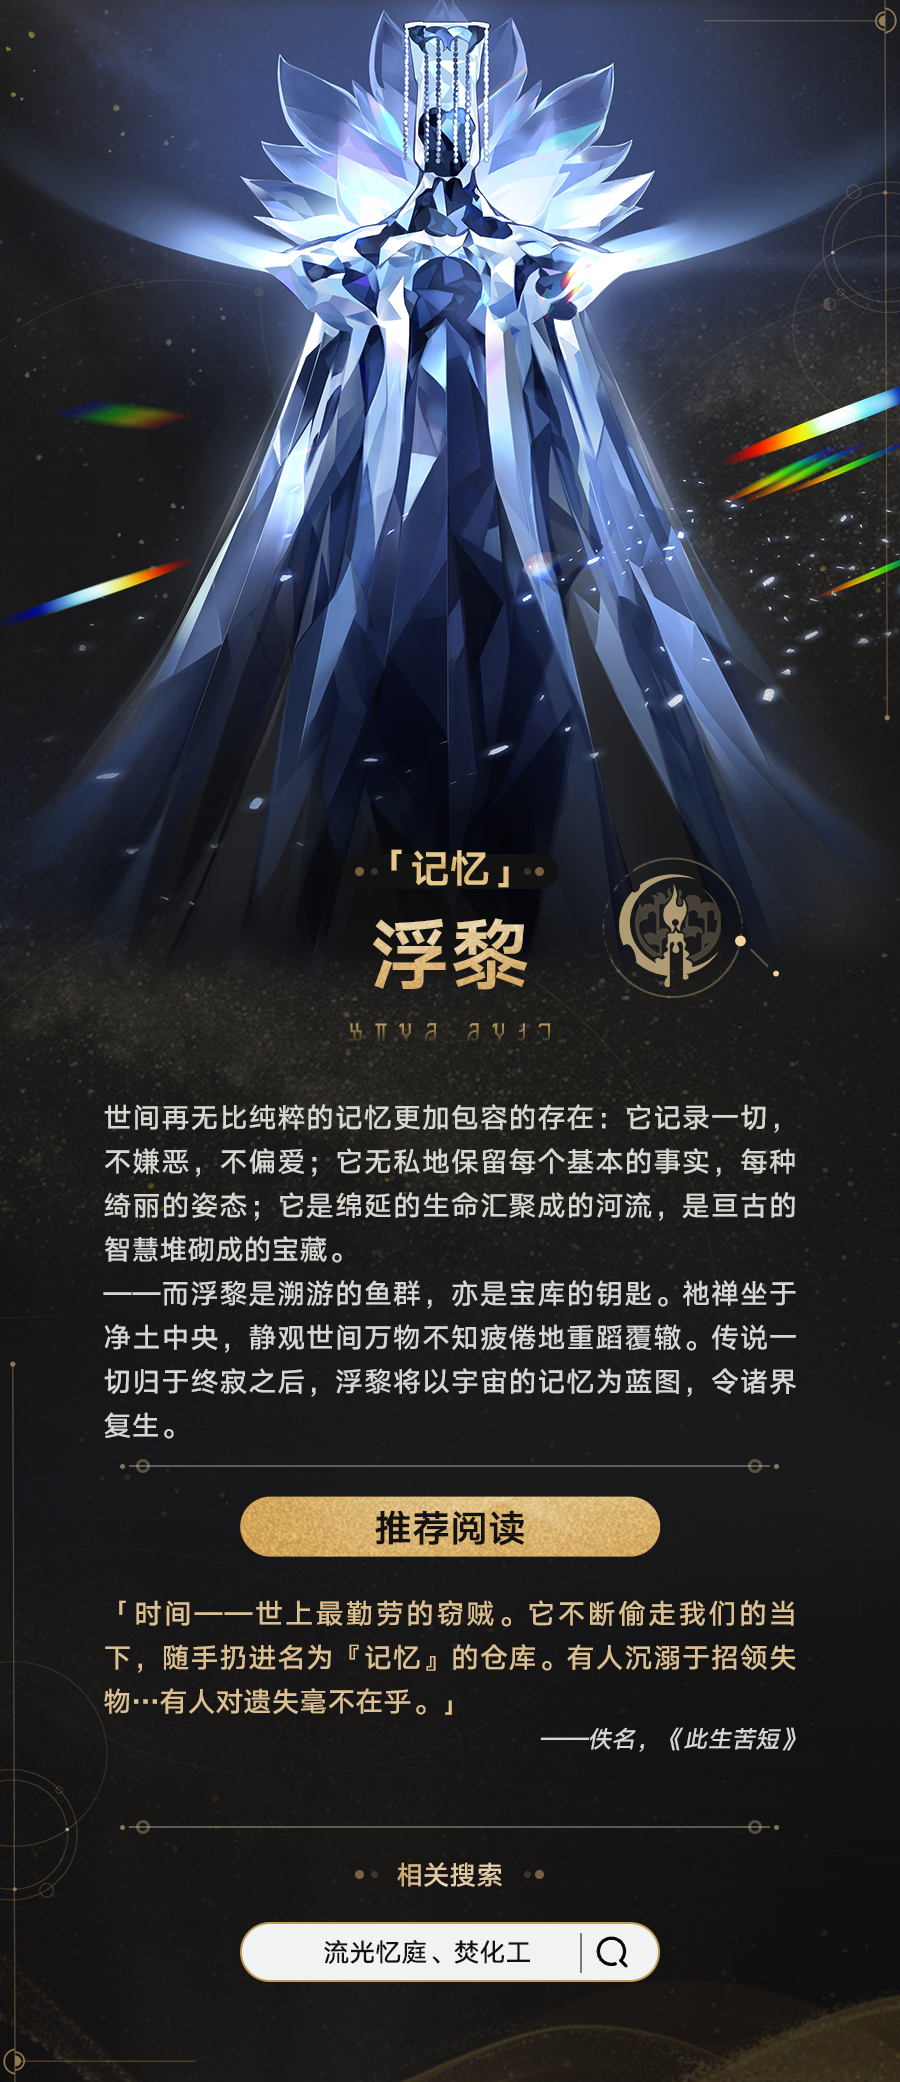 「记忆」
浮黎
世间再无比纯粹的记忆更加包容的存在：它记录一切，
不嫌恶，不偏爱；它无私地保留每个基本的事实，每种
绮丽的姿态；它是绵延的生命汇聚成的河流，是亘古的
智慧堆砌成的宝藏。
——而浮黎是溯游的鱼群，亦是宝库的钥匙。祂禅坐于
净土中央，静观世间万物不知疲倦地重蹈覆辙。传说一
切归于终寂之后，浮黎将以宇宙的记忆为蓝图，令诸界
复生。
推荐阅读
「时间——世上最勤劳的窃贼。它不断偷走我们的当
下，随手扔进名为『记忆』的仓库。有人沉溺于招领失
物…有人对遗失毫不在乎。」
——佚名，《此生苦短》
相关搜索
流光忆庭、焚化工